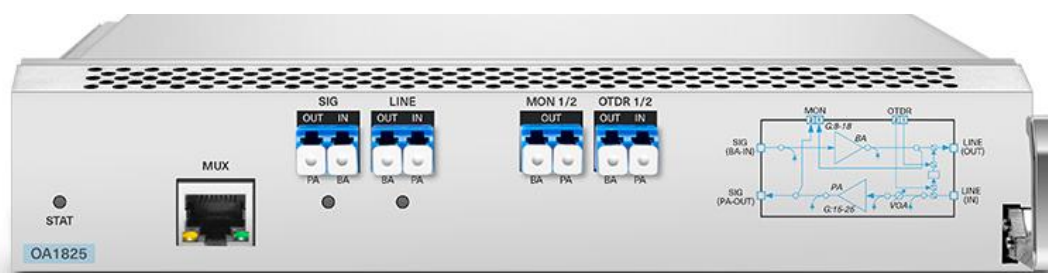 SIG LINE MON 1/2 OTDR 1/2
OUT IN OUT IN OUT OUT IN
PA BA BA PA BA PA BA PA
MUX
STAT
OA1825
MON OTDR
G:8-18
BA
SIG
(BA-IN)
LINE
(OUT)
SIG
(PA-OUT)
PA
G:15-25
VOA
LINE
(IN)